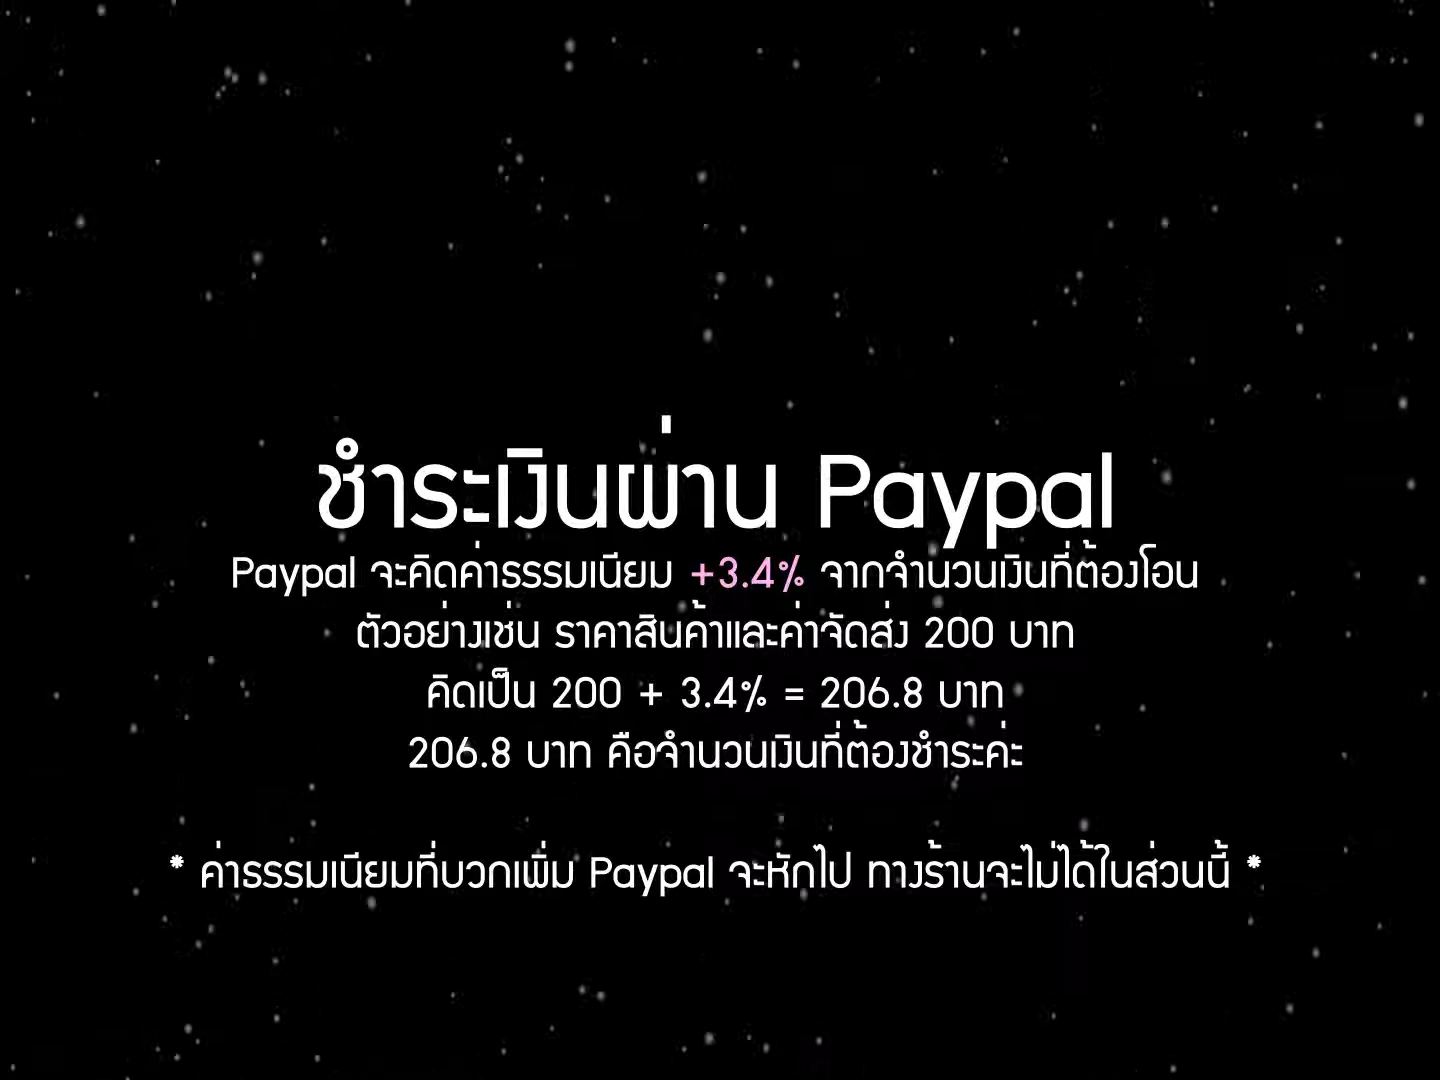 ชำระเงินผ่าน Paypal
Paypal จะคิดค่าธรรมเนียม +3.4% จากจำนวนเงินที่ต้องโอน
ตัวอย่างเช่น ราคาสินค้าและค่าจัดส่ง 200 บาท
คิดเป็น 200 + 3.4% = 206.8 บาท
206.8 บาท คือจำนวนเงินที่ต้องชำระค่ะ
* ค่าธรรมเนียมที่บวกเพิ่ม Paypal จะหักไป ทางร้านจะไม่ได้ในส่วนนี้ *